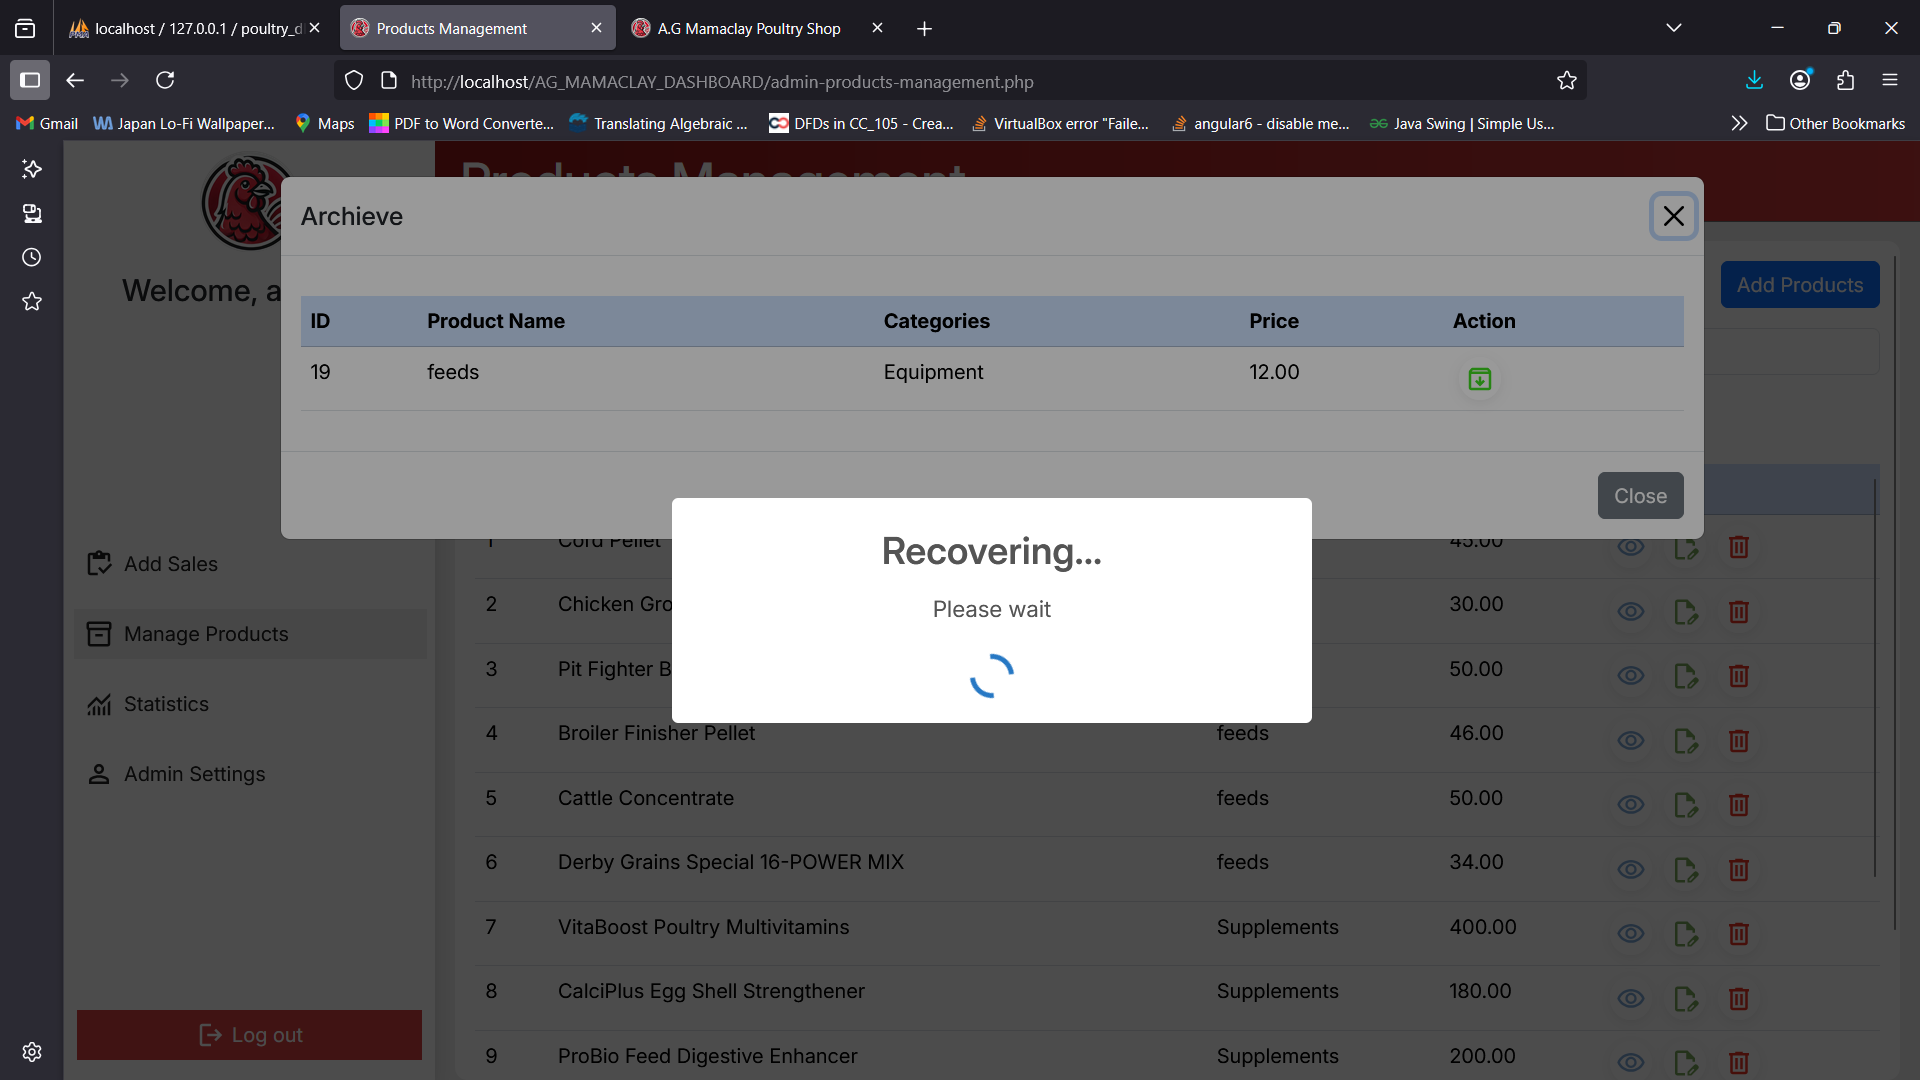 localhost / 127.0.0.1 / poultry_d
Products Management
A.G Mamaclay Poultry Shop
http://localhost/AG_MAMACLAY_DASHBOARD/admin-products-management.php
Gmail
Japan Lo-Fi Wallpaper...
Maps
PDF to Word Converte...
Translating Algebraic ...
DFDs in CC_105 - Crea...
VirtualBox error "Faile...
angular6 - disable me...
Java Swing | Simple Us...
Other Bookmarks
Products Management
Archieve
Welcome, a
Add Products
ID Product Name Categories Price Action
19 feeds Equipment 12.00
Close
Recovering...
Please wait
Add Sales
Manage Products
Statistics
Admin Settings
Log out
1 Cord Pellet 45.00
2 Chicken Gro 30.00
3 Pit Fighter B 50.00
4 Broiler Finisher Pellet feeds 46.00
5 Cattle Concentrate feeds 50.00
6 Derby Grains Special 16-POWER MIX feeds 34.00
7 VitaBoost Poultry Multivitamins Supplements 400.00
8 CalciPlus Egg Shell Strengthener Supplements 180.00
9 ProBio Feed Digestive Enhancer Supplements 200.00